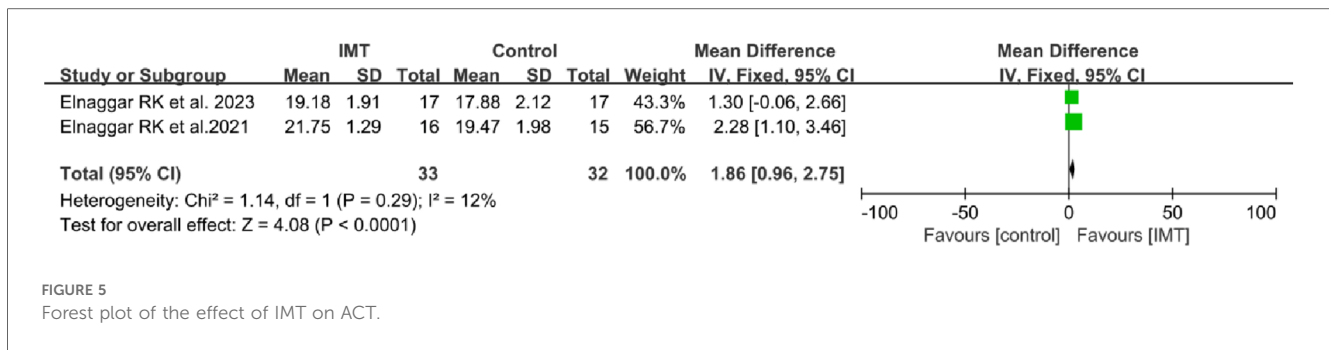 IMT Control Mean Difference Mean Difference
Study or Subgroup Mean SD Total Mean SD Total Weight IV, Fixed, 95% CI IV, Fixed, 95% CI
Elnaggar RK et al. 2023 19.18 1.91 17 17.88 2.12 17 43.3% 1.30 [-0.06, 2.66]
Elnaggar RK et al.2021 21.75 1.29 16 19.47 1.98 15 56.7% 2.28 [1.10, 3.46]
Total (95% CI) 33 32 100.0% 1.86 [0.96, 2.75]
Heterogeneity: Chi² = 1.14, df = 1 (P = 0.29); I² = 12%
Test for overall effect: Z = 4.08 (P < 0.0001)
-100 -50 0 50 100
Favours [control] Favours [IMT]
FIGURE 5
Forest plot of the effect of IMT on ACT.